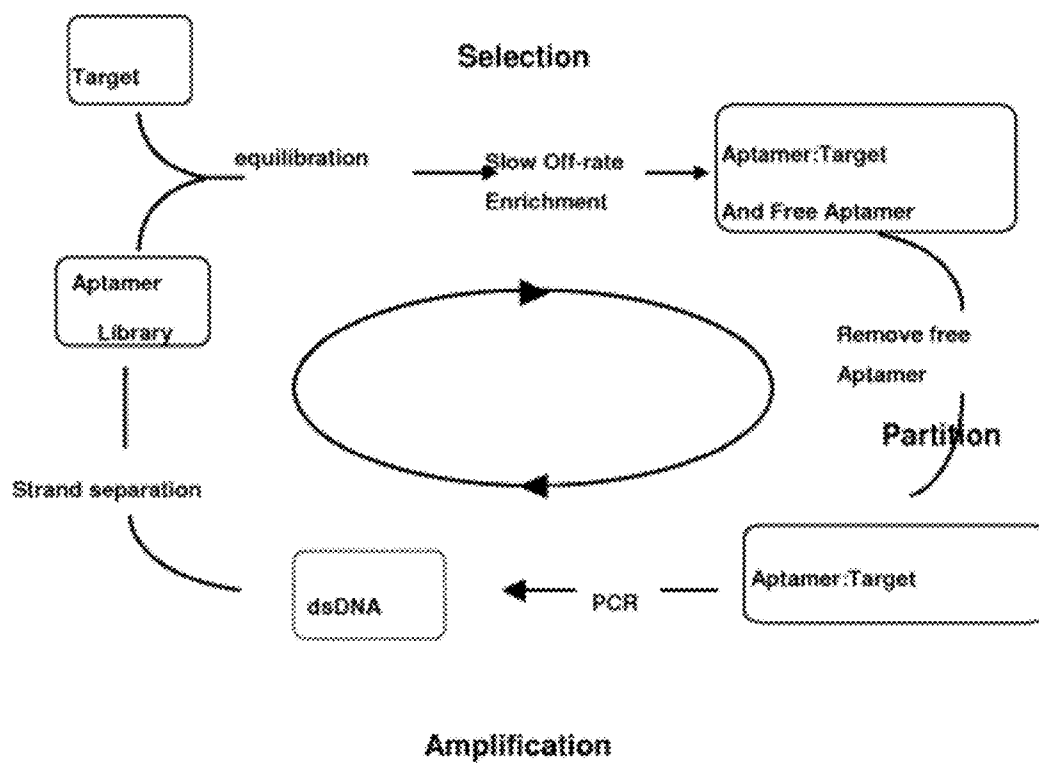 Selection
Target
equilibration
Slow Off-rate
Enrichment
Aptamer:Target
And Free Aptamer
Aptamer
Library
Remove free
Aptamer
Partition
Strand separation
dsDNA
PCR
Aptamer:Target
Amplification